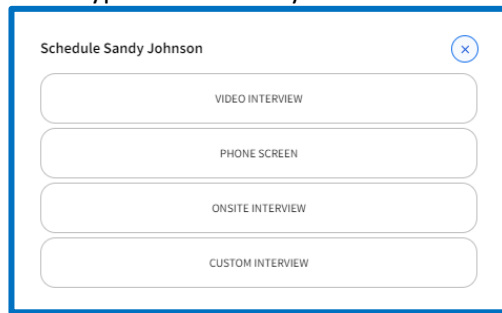 Schedule Sandy Johnson
VIDEO INTERVIEW
PHONE SCREEN
ONSITE INTERVIEW
CUSTOM INTERVIEW